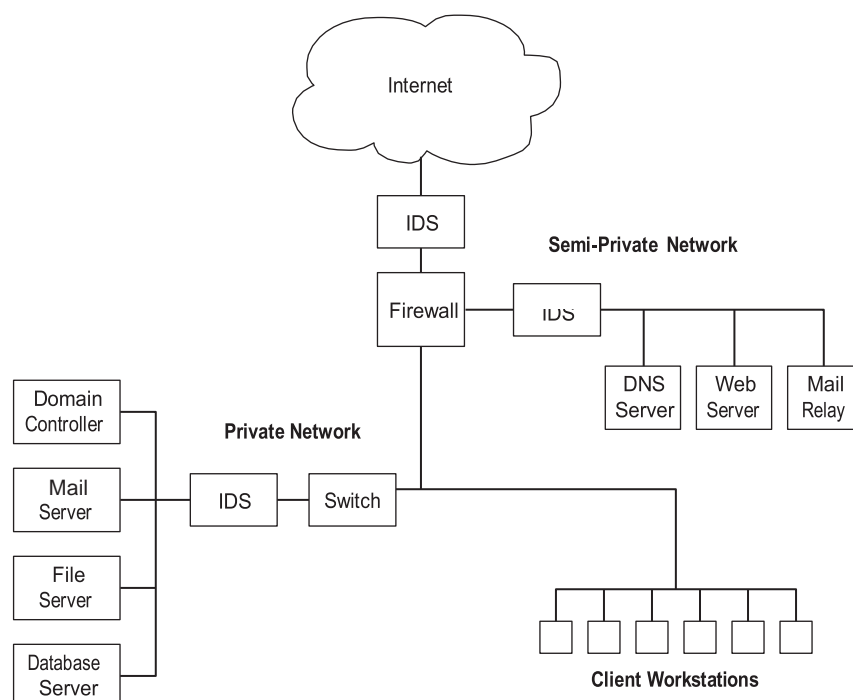 Internet
IDS
Semi-Private Network
Firewall
IDS
DNS
Server
Web
Server
Mail
Relay
Domain
Controller
Private Network
Mail
Server
IDS
Switch
File
Server
Database
Server
Client Workstations